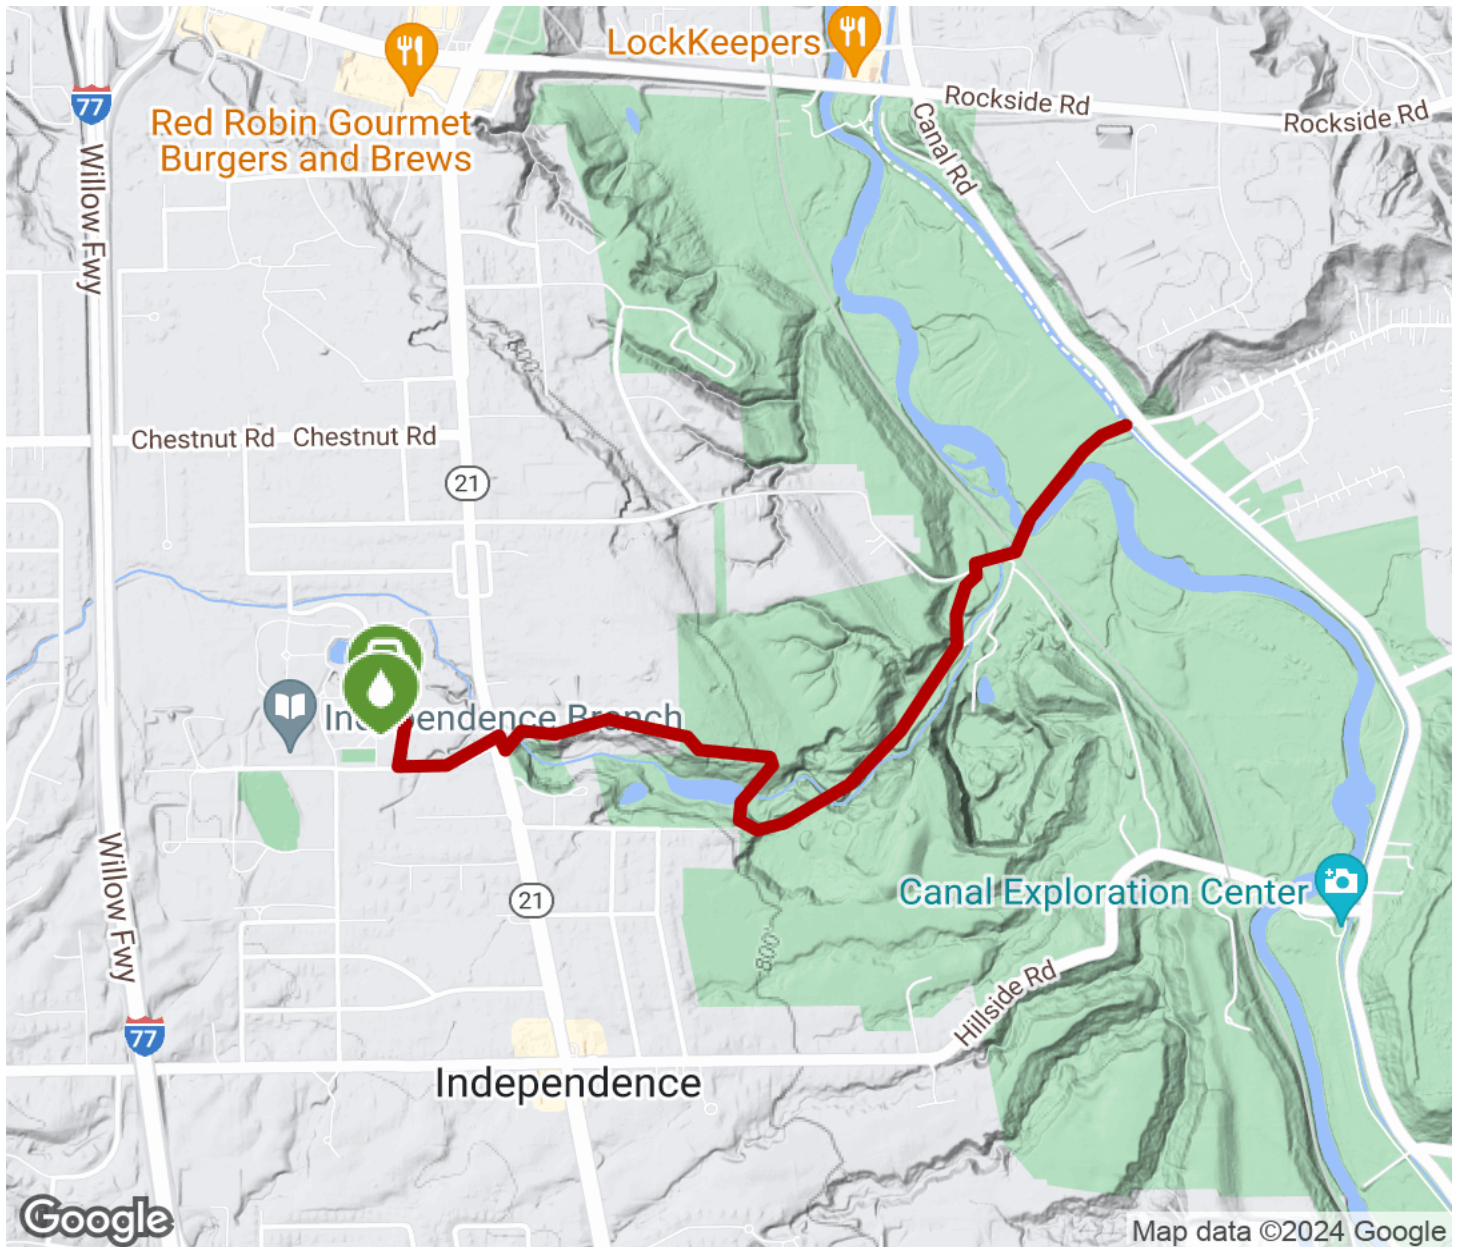 LockKeepers
77
Rockside Rd
Rockside Rd
Canal Rd
Red Robin Gourmet
Burgers and Brews
Willow Fwy
800'
Chestnut Rd
Chestnut Rd
21
Independence Branch
Willow Fwy
21
Canal Exploration Center
800'
Hillside Rd
77
Independence
Google
Map data ©2024 Google